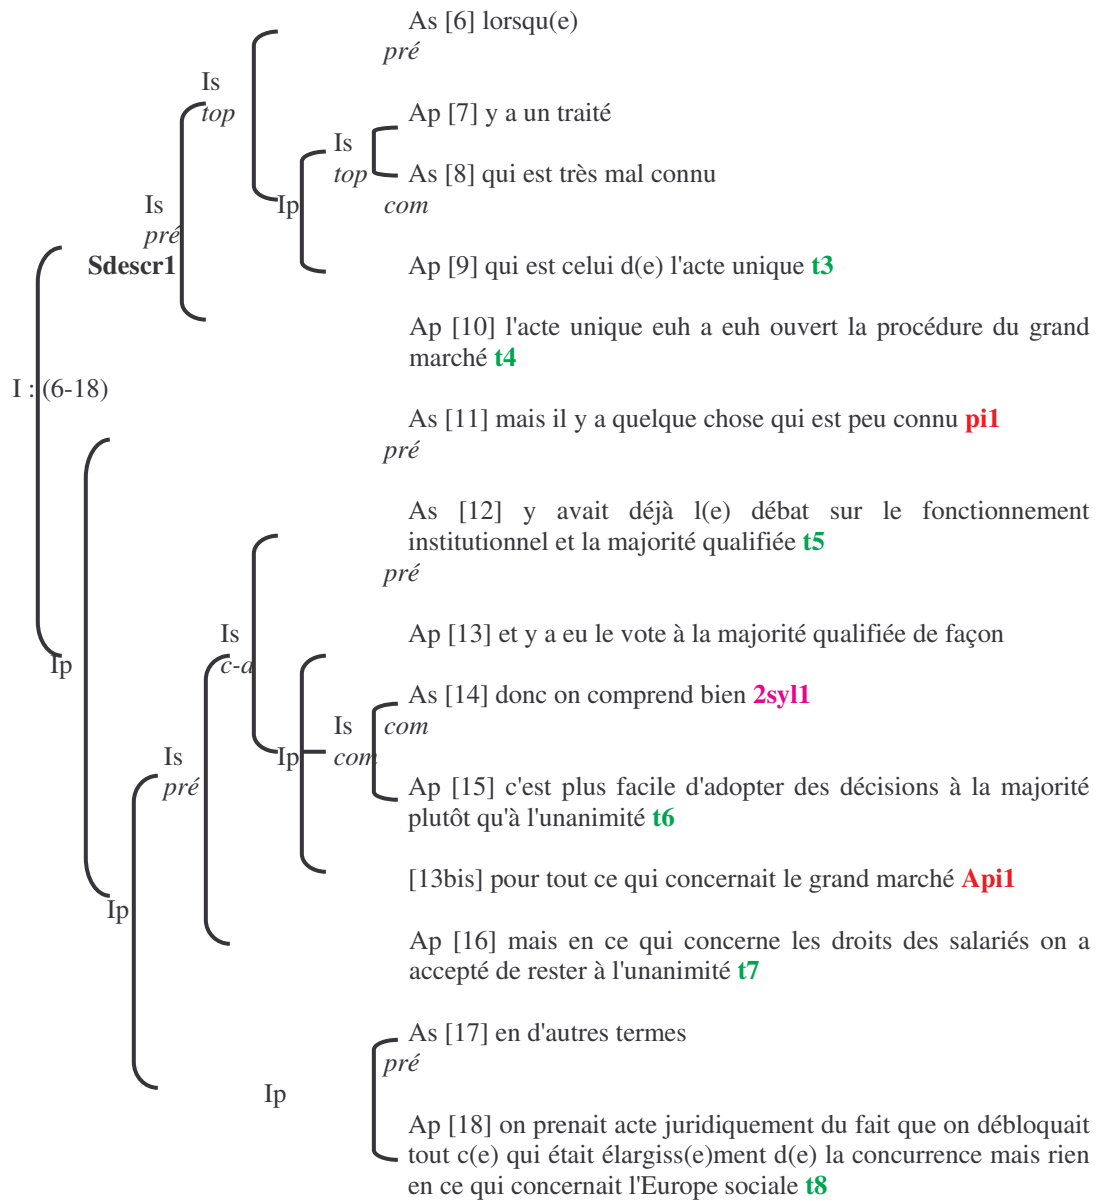 As [6] lorsqu(e)
pré
Is
top
Ap [7] y a un traité
Is
top
As [8] qui est très mal connu
com
Is
pré
Ip
Sdescr1
Ap [9] qui est celui d(e) l'acte unique t3
Ap [10] l'acte unique euh a euh ouvert la procédure du grand
marché t4
I : (6-18)
As [11] mais il y a quelque chose qui est peu connu pi1
pré
As [12] y avait déjà l(e) débat sur le fonctionnement
institutionnel et la majorité qualifiée t5
pré
Is
c-a
Ap [13] et y a eu le vote à la majorité qualifiée de façon
Ip
As [14] donc on comprend bien 2syl1
com
Is
com
Ip
Is
pré
Ap [15] c'est plus facile d'adopter des décisions à la majorité
plutôt qu'à l'unanimité t6
[13bis] pour tout ce qui concernait le grand marché Api1
Ip
Ap [16] mais en ce qui concerne les droits des salariés on a
accepté de rester à l'unanimité t7
As [17] en d'autres termes
pré
Ip
Ap [18] on prenait acte juridiquement du fait que on débloquait
tout c(e) qui était élargiss(e)ment d(e) la concurrence mais rien
en ce qui concernait l'Europe sociale t8